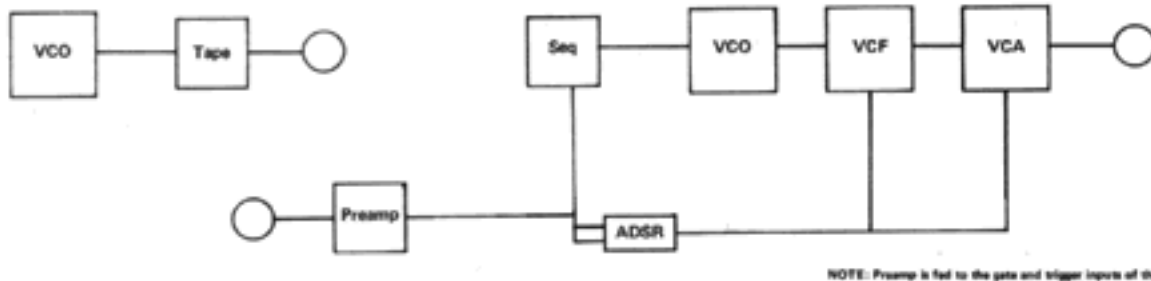 VCO
Tape
Seq
VCO
VCF
VCA
Preamp
ADSR
NOTE: Preamp is fed to the gate and trigger inputs of th